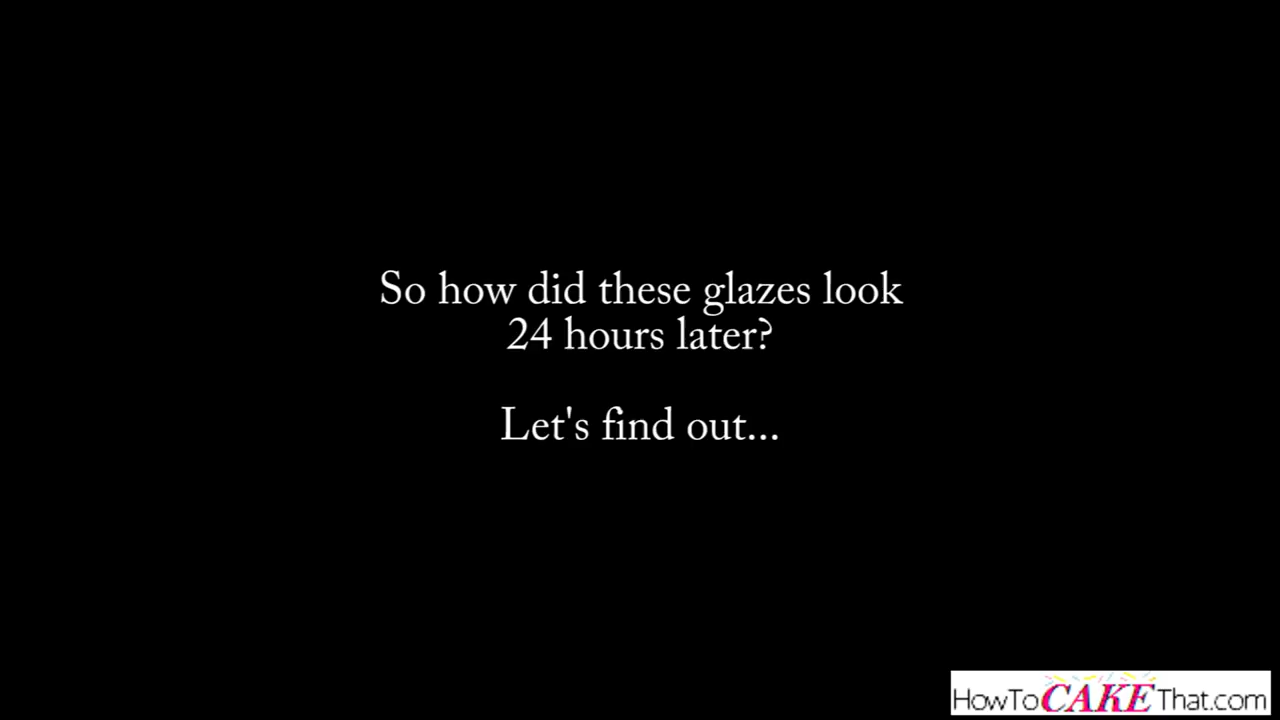 So how did these glazes look
24 hours later?
Let's find out...
HowToCAKEThat.com